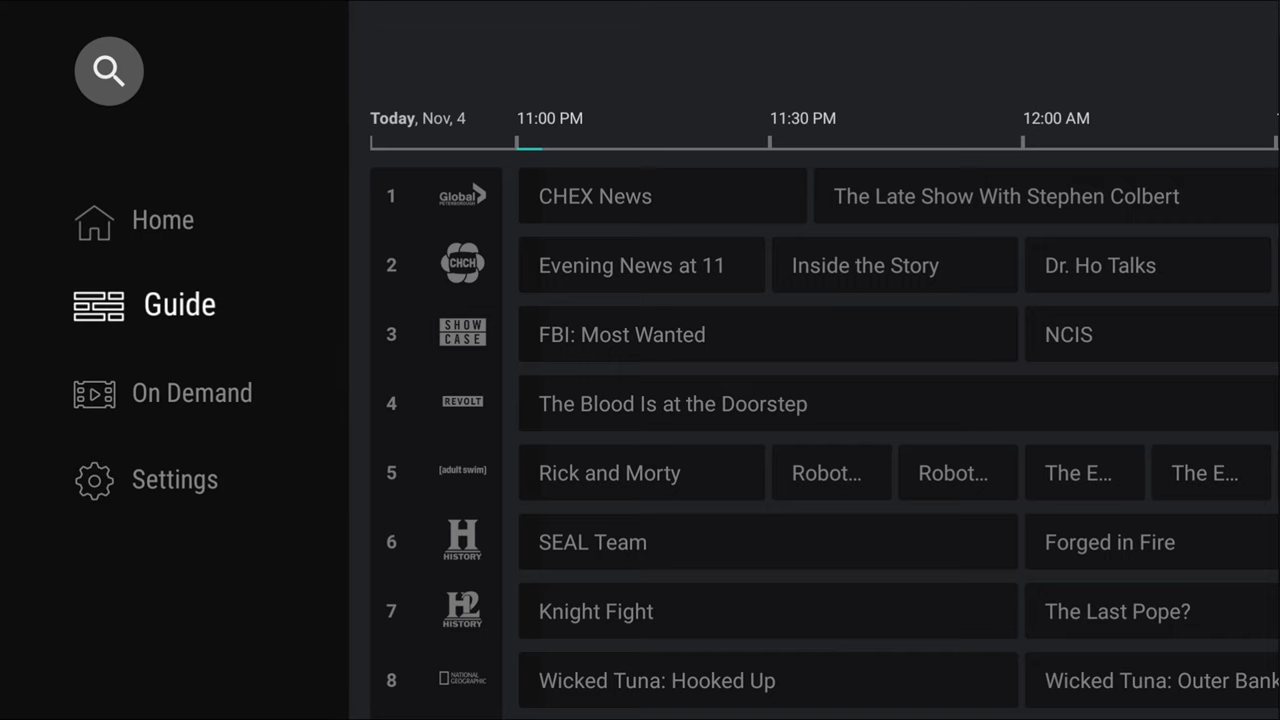 Today, Nov, 4 11:00 PM 11:30 PM 12:00 AM
Home
Guide
On Demand
Settings
1 Global PETERBOROUGH CHEX News The Late Show With Stephen Colbert
2 CHCH Evening News at 11 Inside the Story Dr. Ho Talks
3 SHOWCASE FBI: Most Wanted NCIS
4 REVOLT The Blood Is at the Doorstep
5 [adult swim] Rick and Morty Robot... Robot... The E... The E...
6 H HISTORY SEAL Team Forged in Fire
7 H2 HISTORY Knight Fight The Last Pope?
8 NATIONAL GEOGRAPHIC Wicked Tuna: Hooked Up Wicked Tuna: Outer Bank